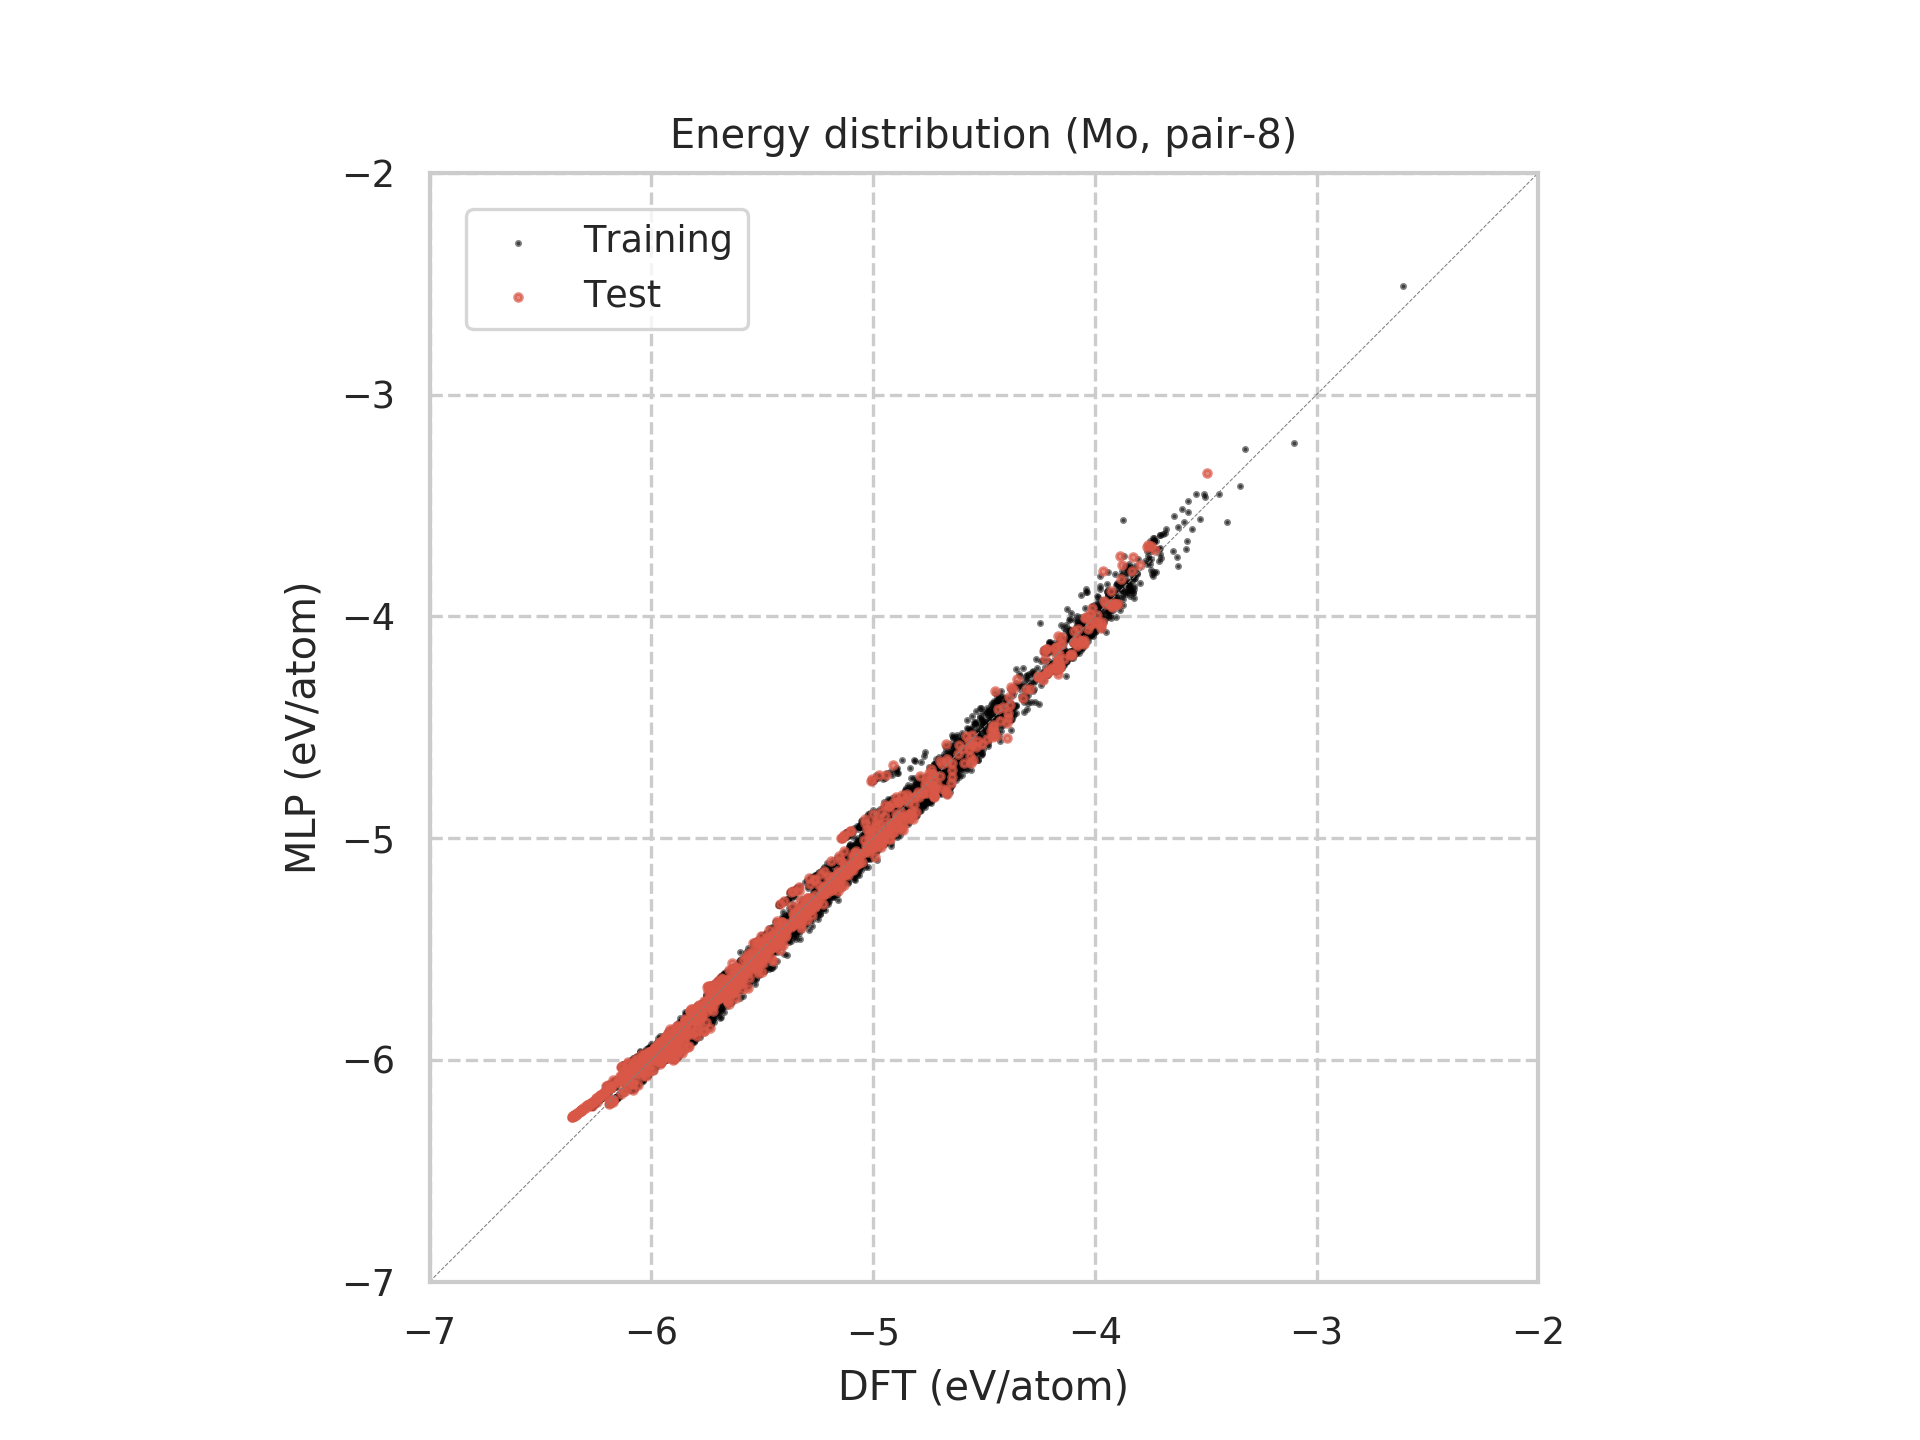 Energy distribution (Mo, pair-8)
−2
Training
Test
−3
−4
−5
−6
−7
MLP (eV/atom)
−7 −6 −5 −4 −3 −2
DFT (eV/atom)